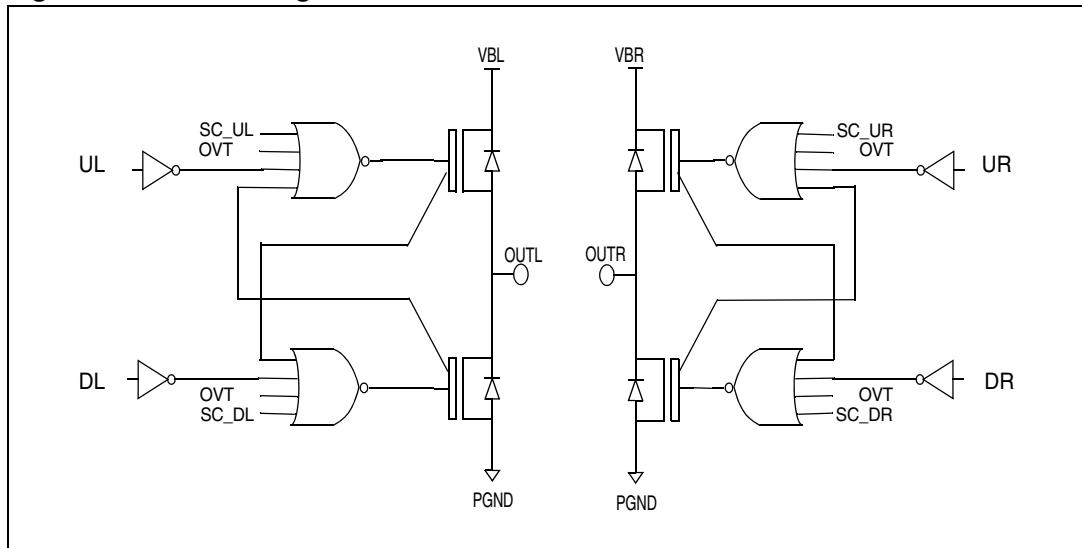 VBL
VBR
SC_UL
OVT
UL
SC_UR
OVT
UR
OUTL
OUTR
DL
OVT
SC_DL
DR
OVT
SC_DR
PGND
PGND